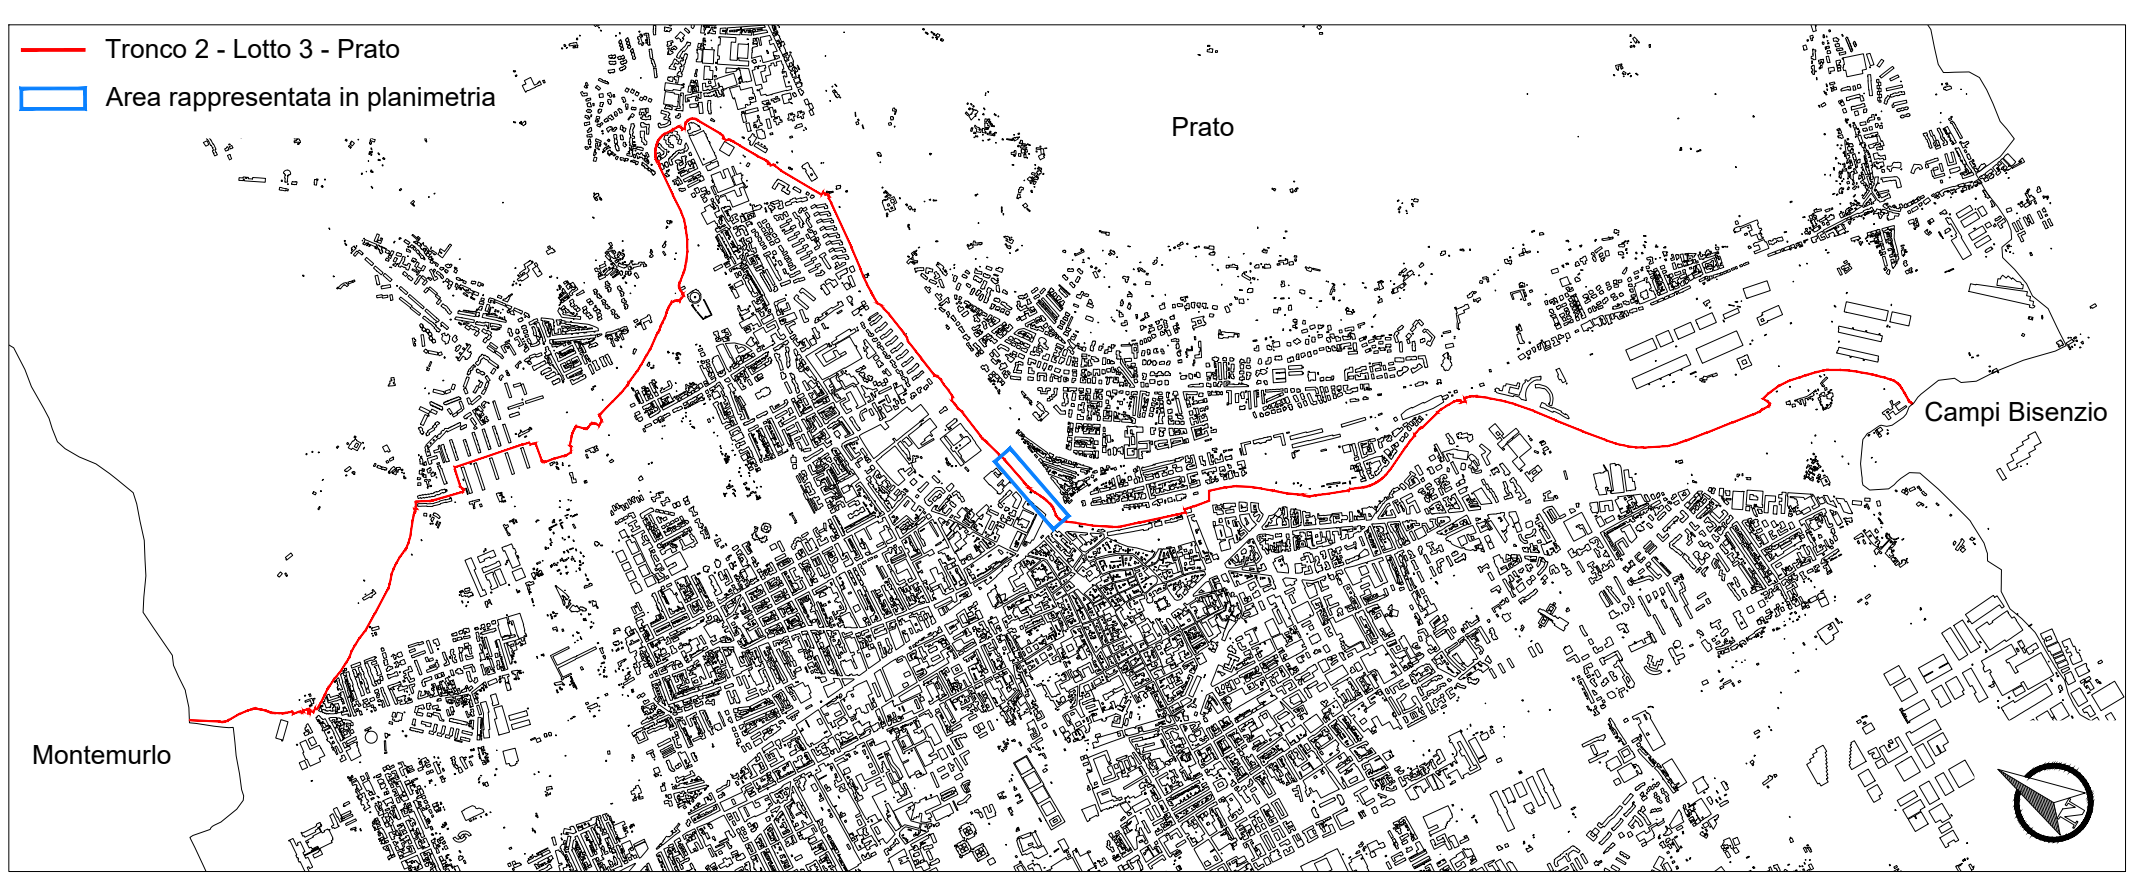 Tronco 2 - Lotto 3 - Prato
Area rappresentata in planimetria
Prato
Campi Bisenzio
Montemurlo
N